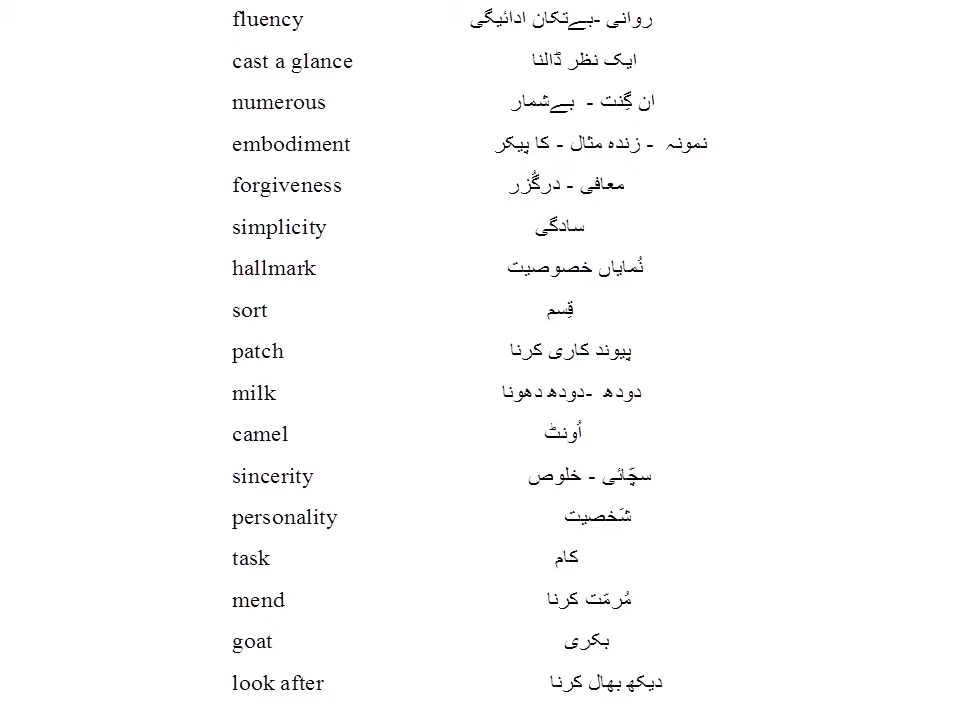 fluency روانی -بےتکان ادائیگی
cast a glance ایک نظر ڈالنا
numerous ان گِنت - بےشمار
embodiment نمونہ - زندہ مثال - کا پیکر
forgiveness معافی - درگُزر
simplicity سادگی
hallmark نُمایاں خصوصیت
sort قِسم
patch پیوند کاری کرنا
milk دودھ -دودھ دھونا
camel اُونٹ
sincerity سچّائی - خلوص
personality شَخصیت
task کام
mend مُرمّت کرنا
goat بکری
look after دیکھ بھال کرنا